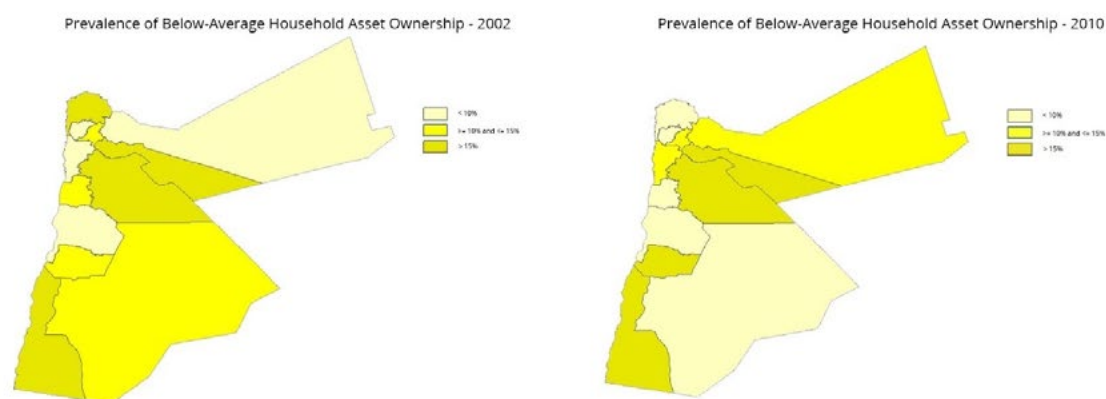 Prevalence of Below-Average Household Asset Ownership - 2002
< 10%
>= 10% and <= 15%
> 15%
Prevalence of Below-Average Household Asset Ownership - 2010
< 10%
>= 10% and <= 15%
> 15%